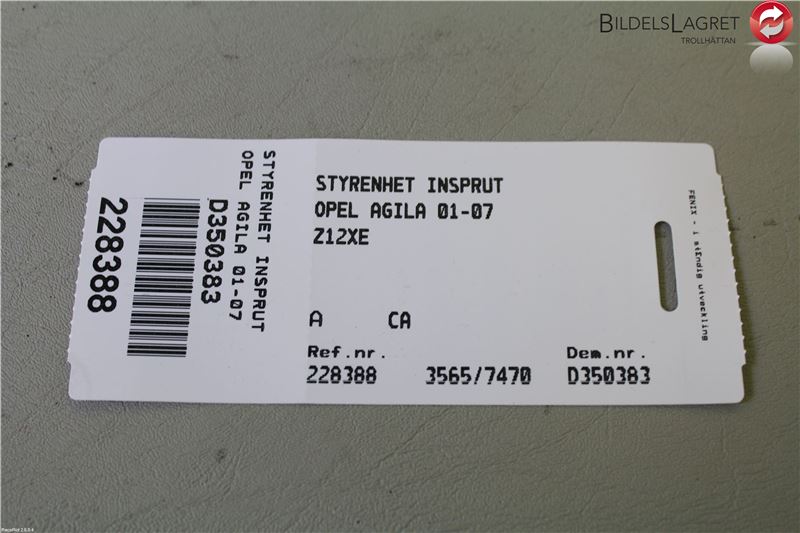 BILDELSLAGRET
TROLLHÄTTAN
STYRENHET INSPRUT
OPEL AGILA 01-07
D350383
228388
STYRENHET INSPRUT
OPEL AGILA 01-07
Z12XE
A CA
Ref.nr. Dem.nr.
228388 3565/7470 D350383
FENIX - i ständig utveckling